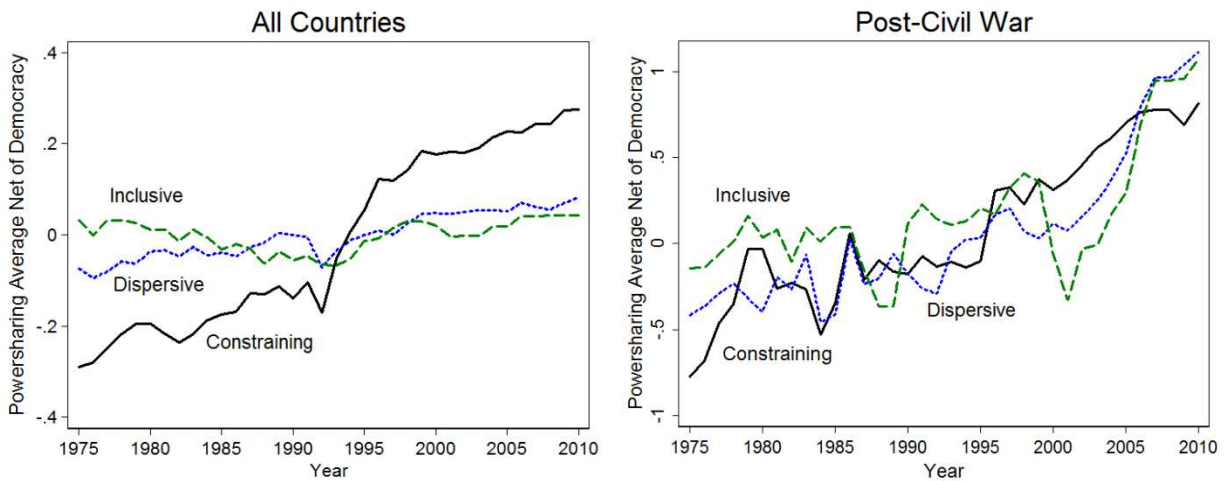 All Countries
Powersharing Average Net of Democracy
.4
.2
0
-.2
-.4
Inclusive
Dispersive
Constraining
1975 1980 1985 1990 1995 2000 2005 2010
Year
Post-Civil War
Powersharing Average Net of Democracy
1
.5
0
-.5
-1
Inclusive
Dispersive
Constraining
1975 1980 1985 1990 1995 2000 2005 2010
Year